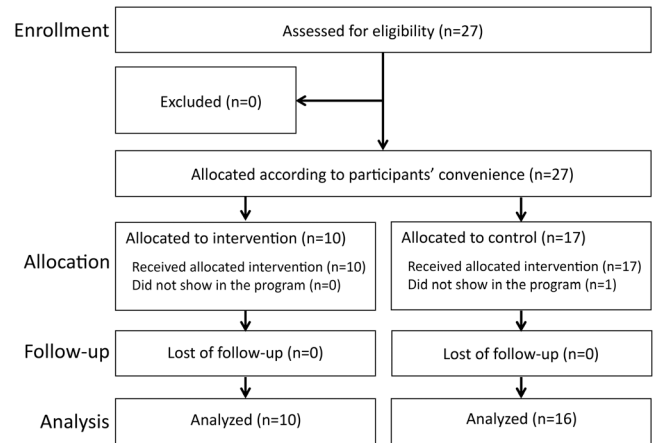 Enrollment
Assessed for eligibility (n=27)
Excluded (n=0)
Allocated according to participants’ convenience (n=27)
Allocation
Allocated to intervention (n=10)
Received allocated intervention (n=10)
Did not show in the program (n=0)
Allocated to control (n=17)
Received allocated intervention (n=17)
Did not show in the program (n=1)
Follow-up
Lost of follow-up (n=0)
Lost of follow-up (n=0)
Analysis
Analyzed (n=10)
Analyzed (n=16)